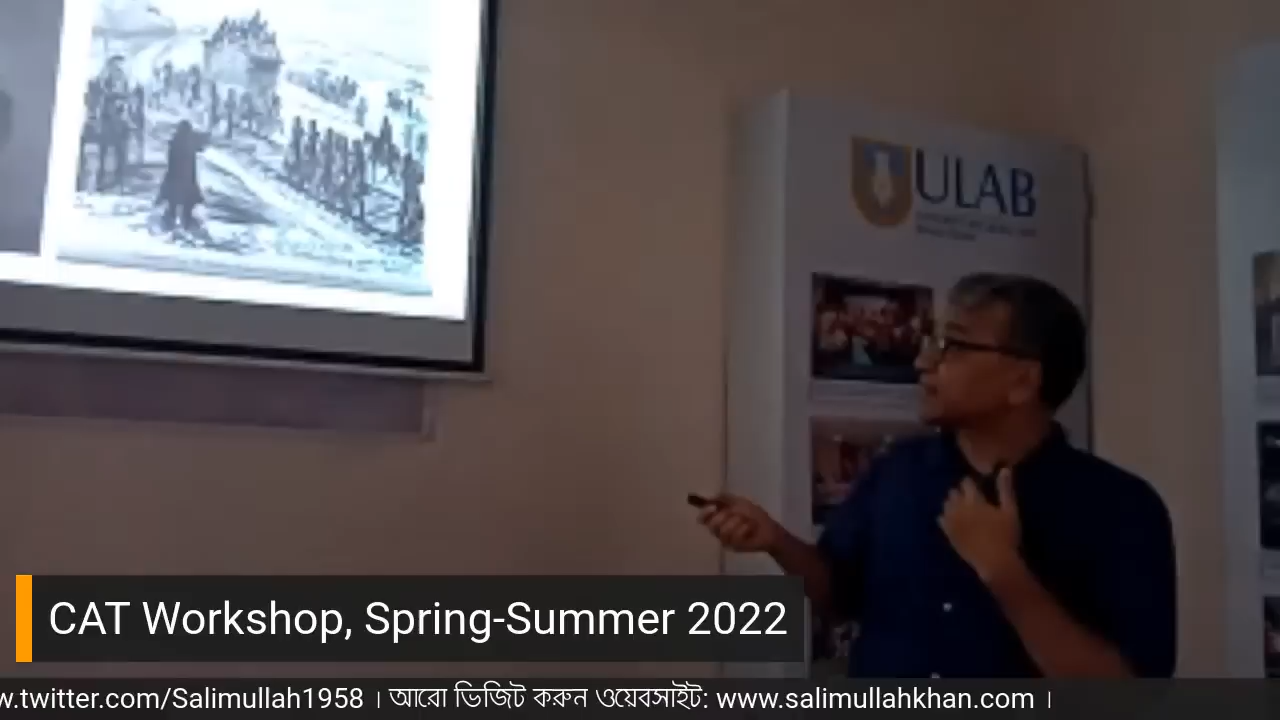 ULAB
CAT Workshop, Spring-Summer 2022
w.twitter.com/Salimullah1958 । আরো ভিজিট করুন ওয়েবসাইট: www.salimullahkhan.com ।